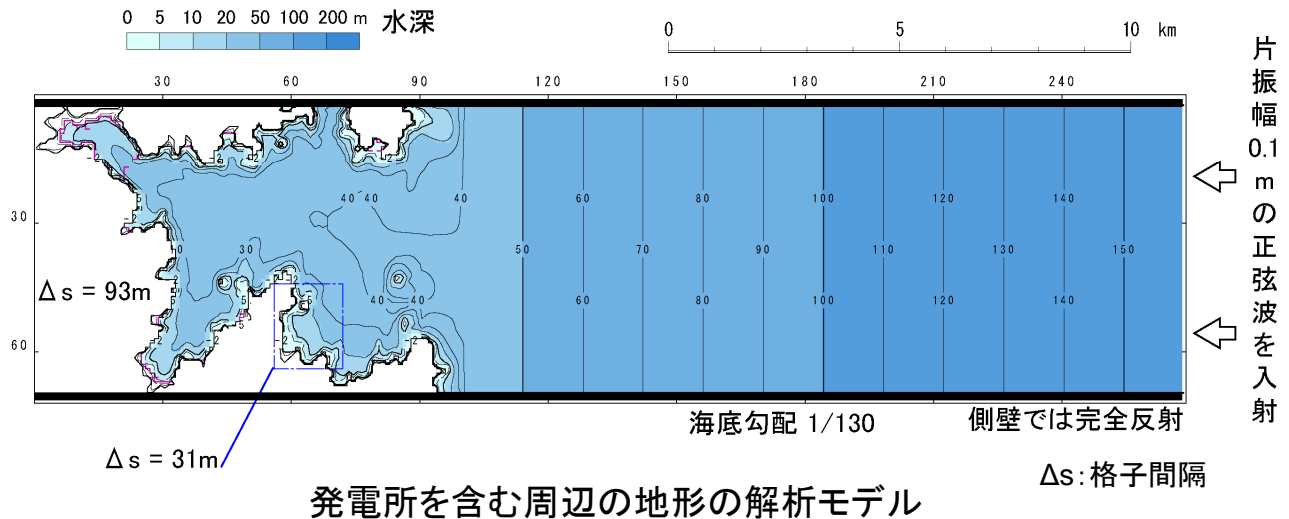 0 5 10 20 50 100 200 m 水深
0 5 10 km
30 60 90 120 150 180 210 240
30
60
40 40 40
60 80 100 120 140
30
50 70 90 110 130 150
40 40
60 80 100 120 140
Δs = 93m
Δs = 31m
海底勾配 1/130
側壁では完全反射
Δs:格子間隔
片振幅0.1mの正弦波を入射
発電所を含む周辺の地形の解析モデル